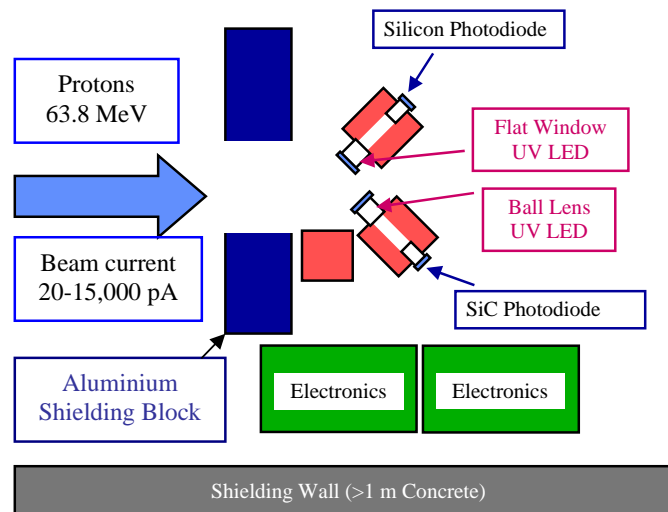 Silicon Photodiode
Protons
63.8 MeV
Flat Window
UV LED
Ball Lens
UV LED
Beam current
20-15,000 pA
SiC Photodiode
Aluminium
Shielding Block
Electronics
Electronics
Shielding Wall (>1 m Concrete)